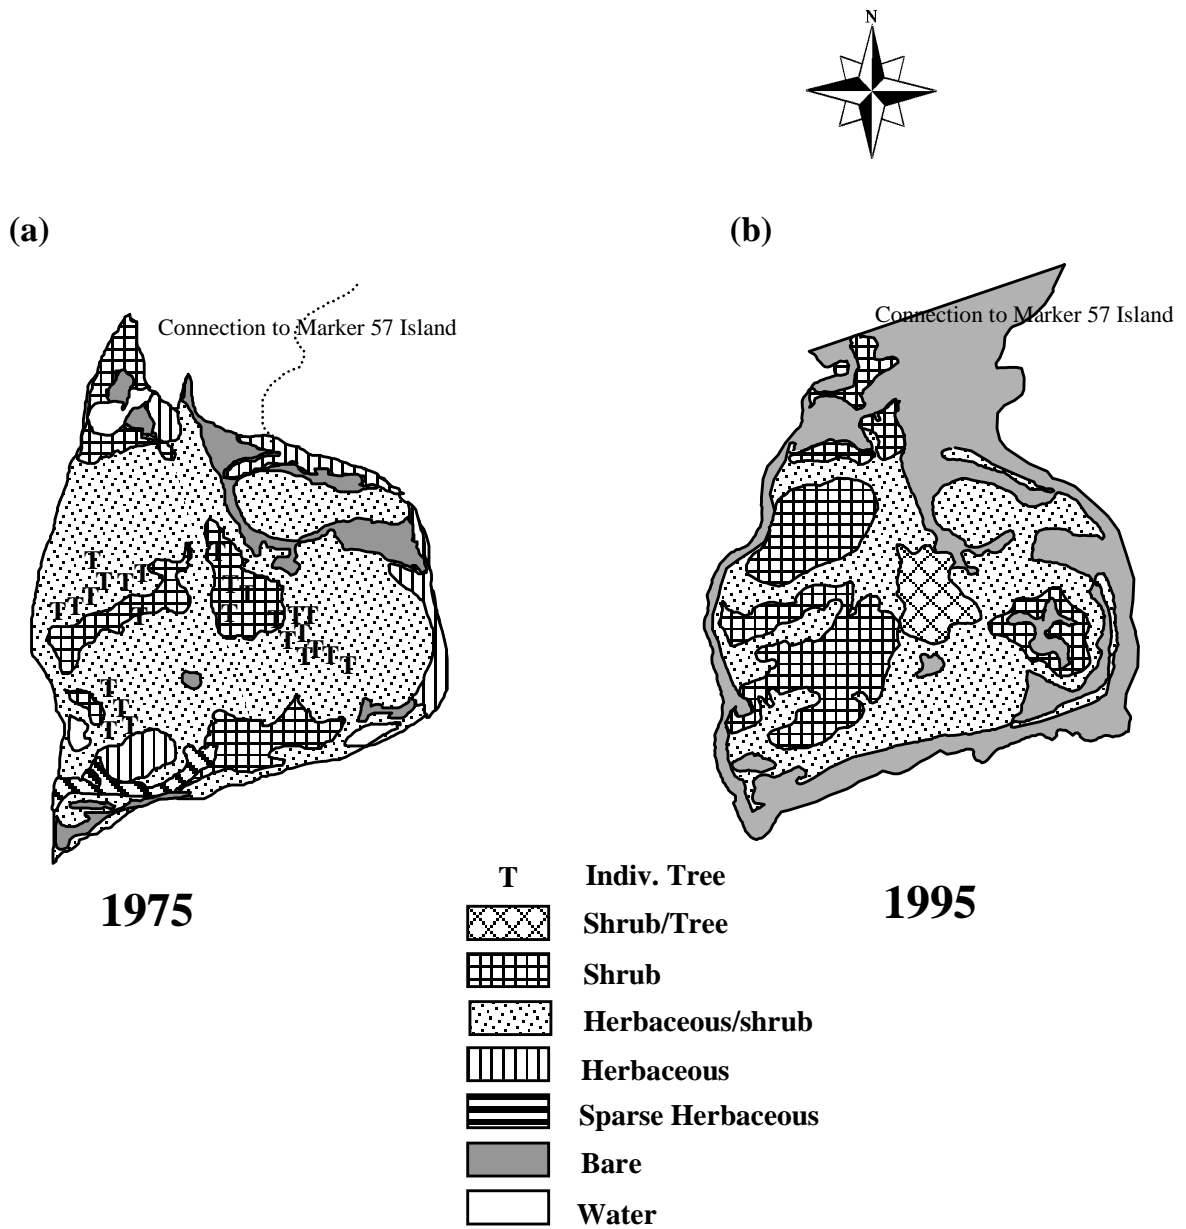 N
(a)
(b)
Connection to Marker 57 Island
Connection to Marker 57 Island
T T T T T T T T T T T T T T T T T T T T T T T T T T
1975
1995
T Indiv. Tree
Shrub/Tree
Shrub
Herbaceous/shrub
Herbaceous
Sparse Herbaceous
Bare
Water